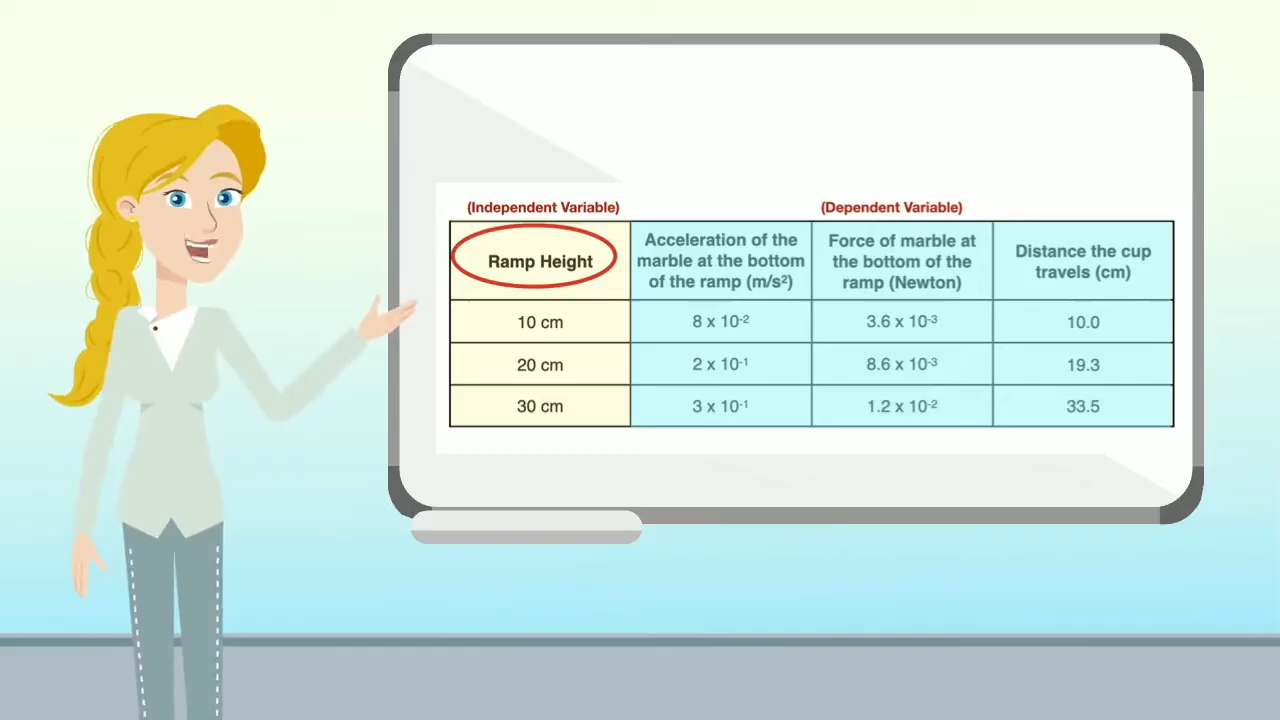 (Independent Variable) (Dependent Variable)
Ramp Height
Acceleration of the
marble at the bottom
of the ramp (m/s²)
Force of marble at
the bottom of the
ramp (Newton)
Distance the cup
travels (cm)
10 cm 8 x 10⁻² 3.6 x 10⁻³ 10.0
20 cm 2 x 10⁻¹ 8.6 x 10⁻³ 19.3
30 cm 3 x 10⁻¹ 1.2 x 10⁻² 33.5